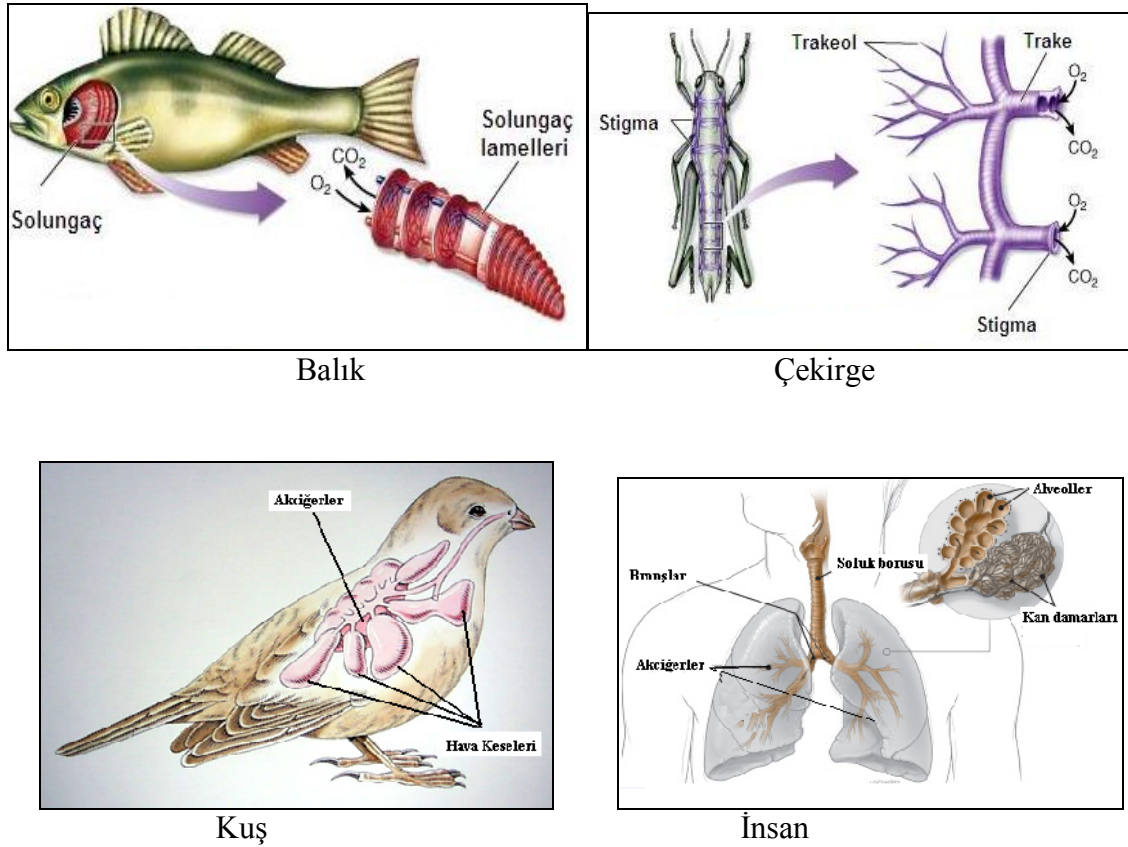 Solungaç
CO2
O2
Solungaç
lamelleri
Balık
Stigma
Trakeol
Trake
O2
CO2
O2
CO2
Stigma
Çekirge
Akciğerler
Hava Keseleri
Kuş
Alveoller
Soluk borusu
Bronşlar
Kan damarları
Akciğerler
İnsan